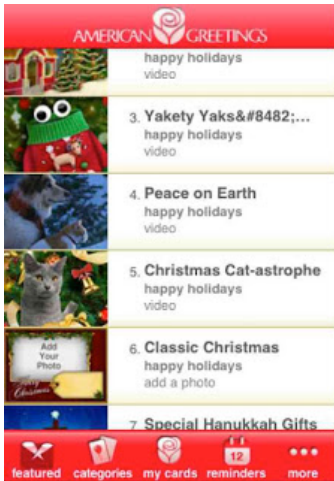 AMERICAN GREETINGS
happy holidays
video
3. Yakety Yaks&#8482;...
happy holidays
video
4. Peace on Earth
happy holidays
video
5. Christmas Cat-astrophe
happy holidays
video
Add
Your
Photo
Merry
Christmas
6. Classic Christmas
happy holidays
add a photo
7. Special Hanukkah Gifts
12
featured categories my cards reminders more